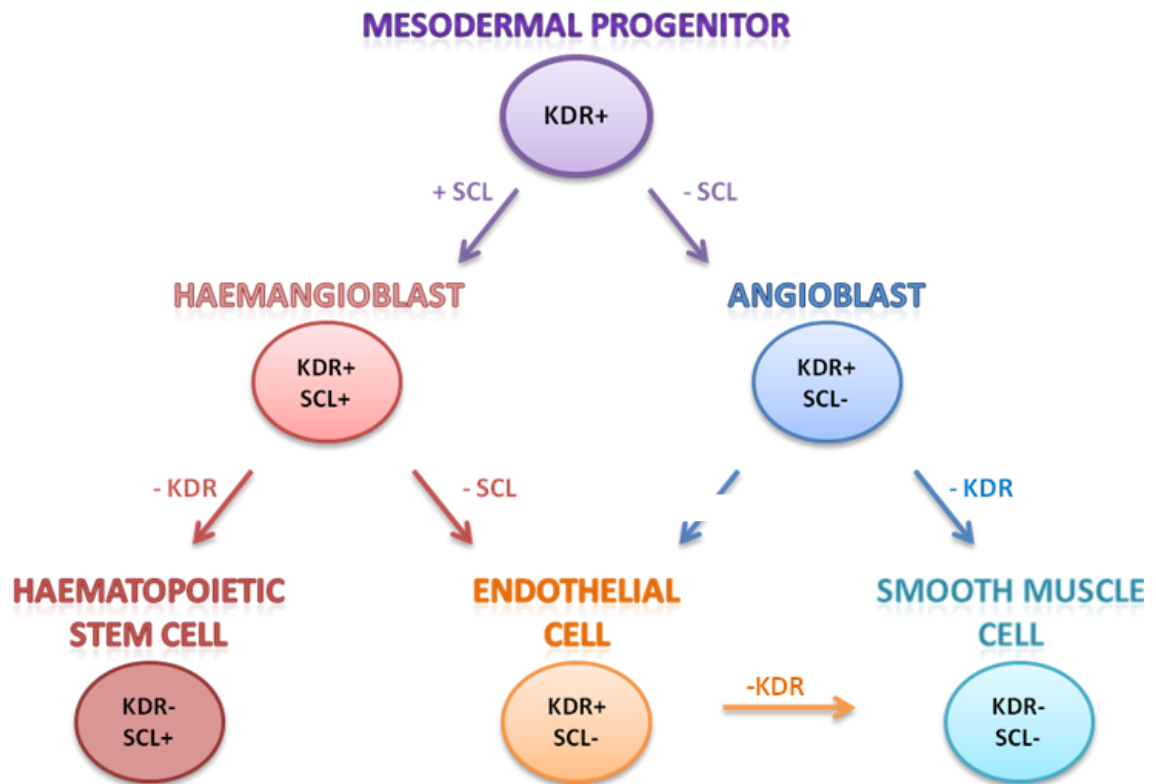 MESODERMAL PROGENITOR
KDR+
+ SCL
- SCL
HAEMANGIOBLAST
ANGIOBLAST
KDR+
SCL+
KDR+
SCL-
- KDR
- SCL
- KDR
HAEMATOPOIETIC
STEM CELL
ENDOTHELIAL
CELL
SMOOTH MUSCLE
CELL
KDR-
SCL+
KDR+
SCL-
-KDR
KDR-
SCL-